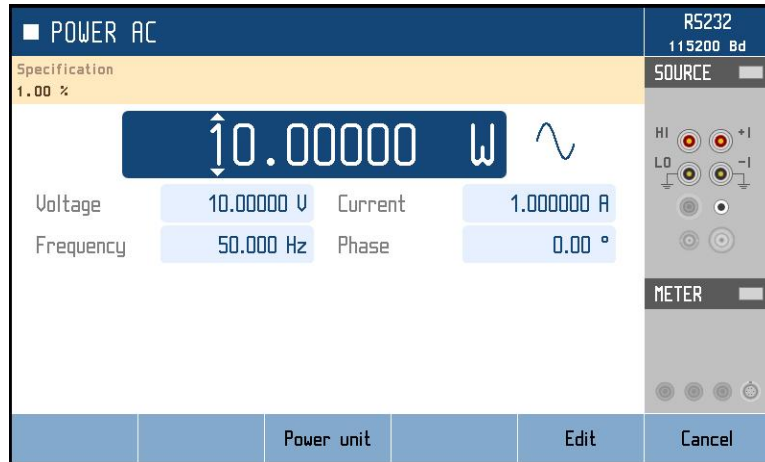 POWER AC
RS232
115200 Bd
Specification
1.00 %
SOURCE
10.00000 W
HI +I
LO -I
Voltage 10.00000 V Current 1.000000 A
Frequency 50.000 Hz Phase 0.00 °
METER
Power unit Edit Cancel